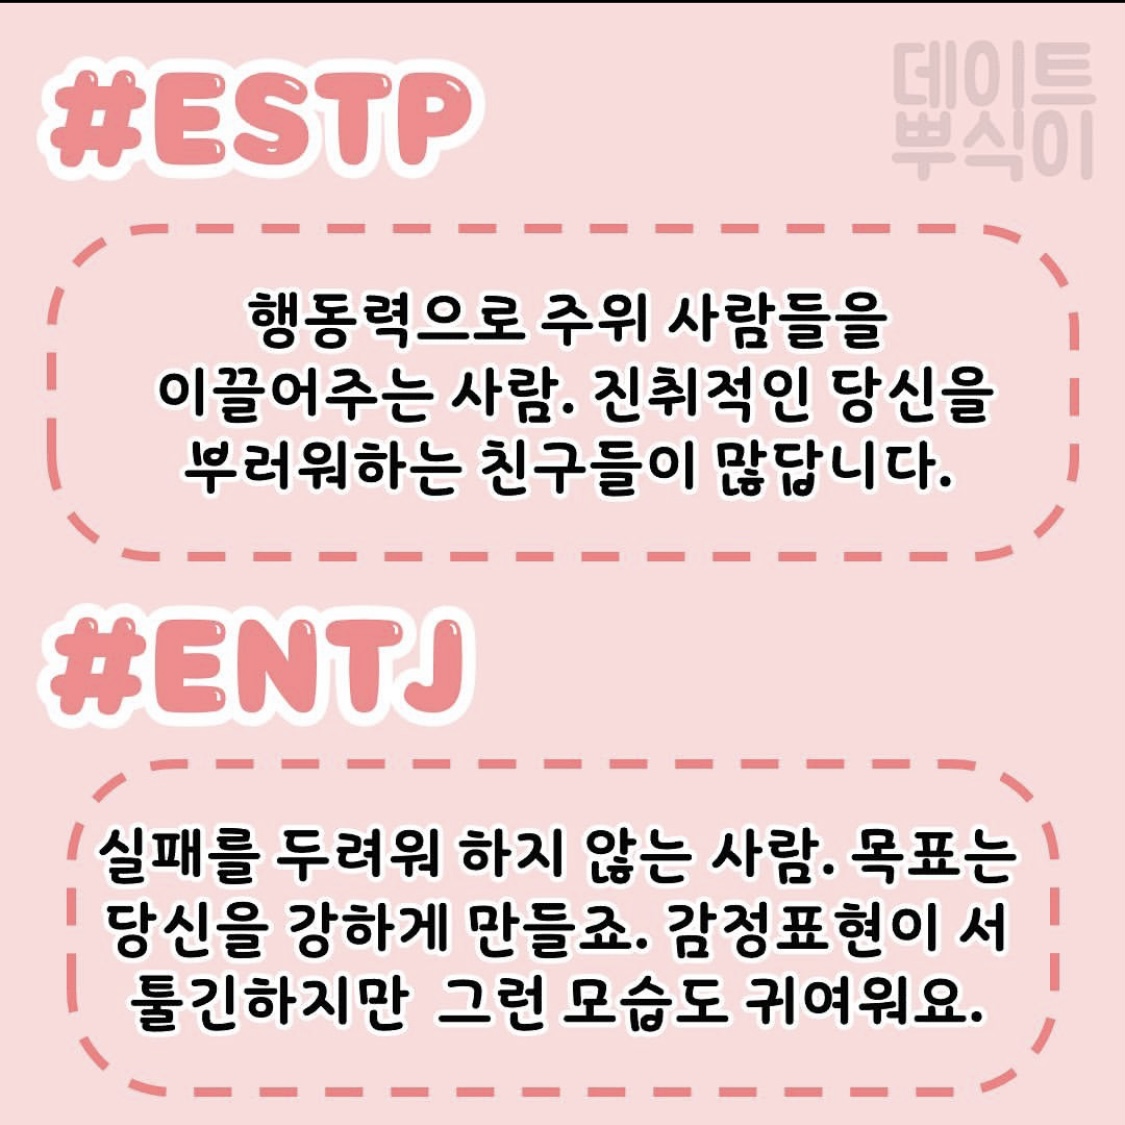 #ESTP
데이트
뿌식이
행동력으로 주위 사람들을
이끌어주는 사람. 진취적인 당신을
부러워하는 친구들이 많답니다.
#ENTJ
실패를 두려워 하지 않는 사람. 목표는
당신을 강하게 만들죠. 감정표현이 서
툴긴하지만 그런 모습도 귀여워요.